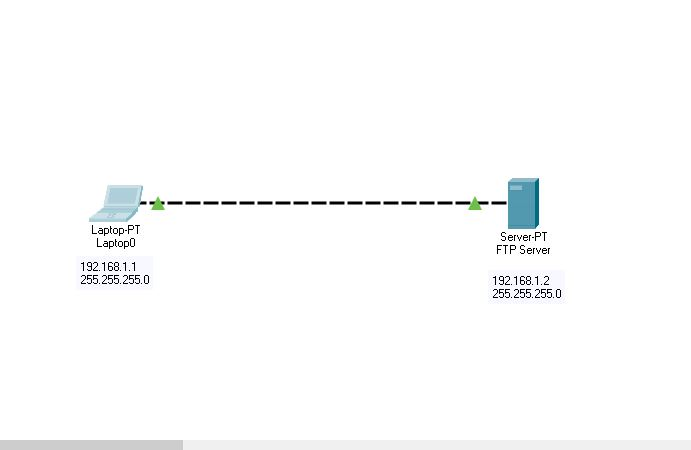 Laptop-PT
Laptop0
192.168.1.1
255.255.255.0
Server-PT
FTP Server
192.168.1.2
255.255.255.0